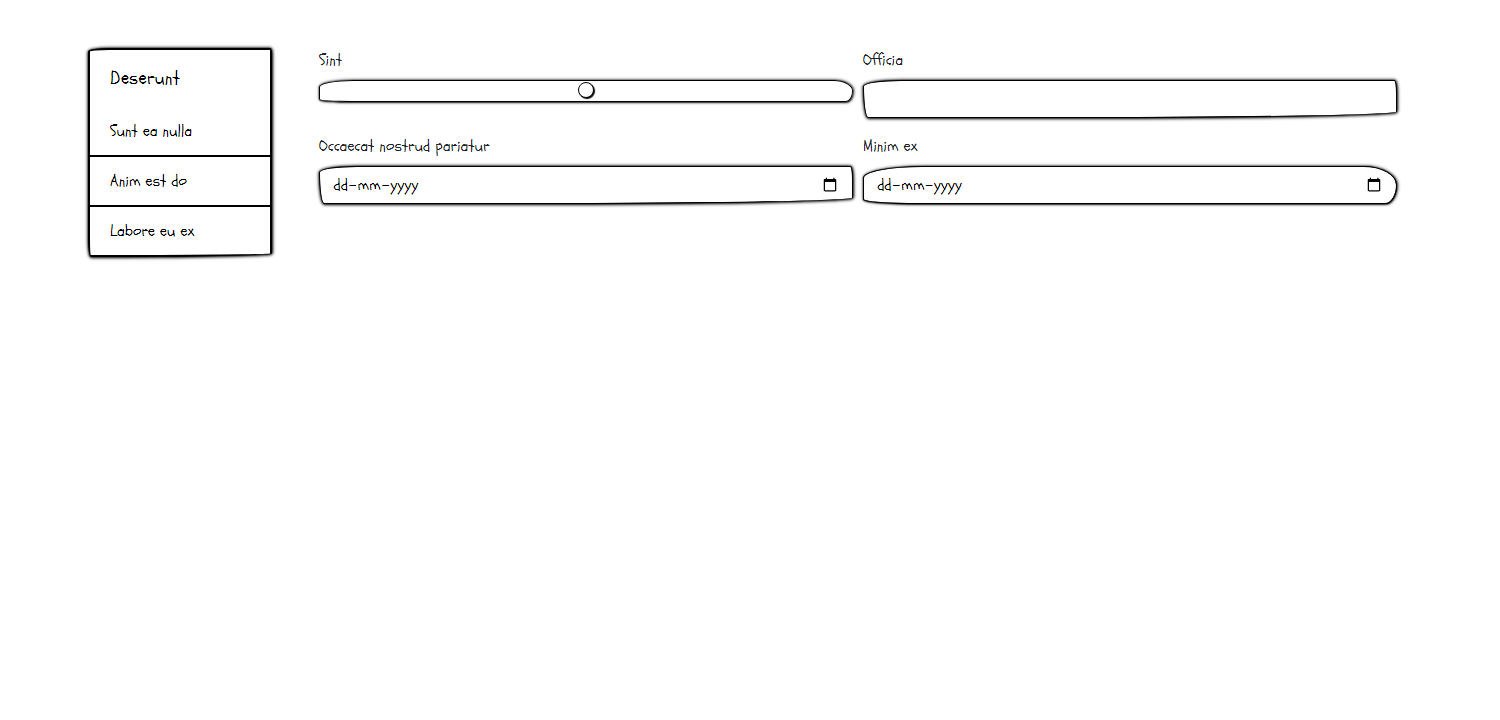 Deserunt
Sunt ea nulla
Anim est do
Labore eu ex
Sint
Officia
Occaecat nostrud pariatur
dd-mm-yyyy
Minim ex
dd-mm-yyyy